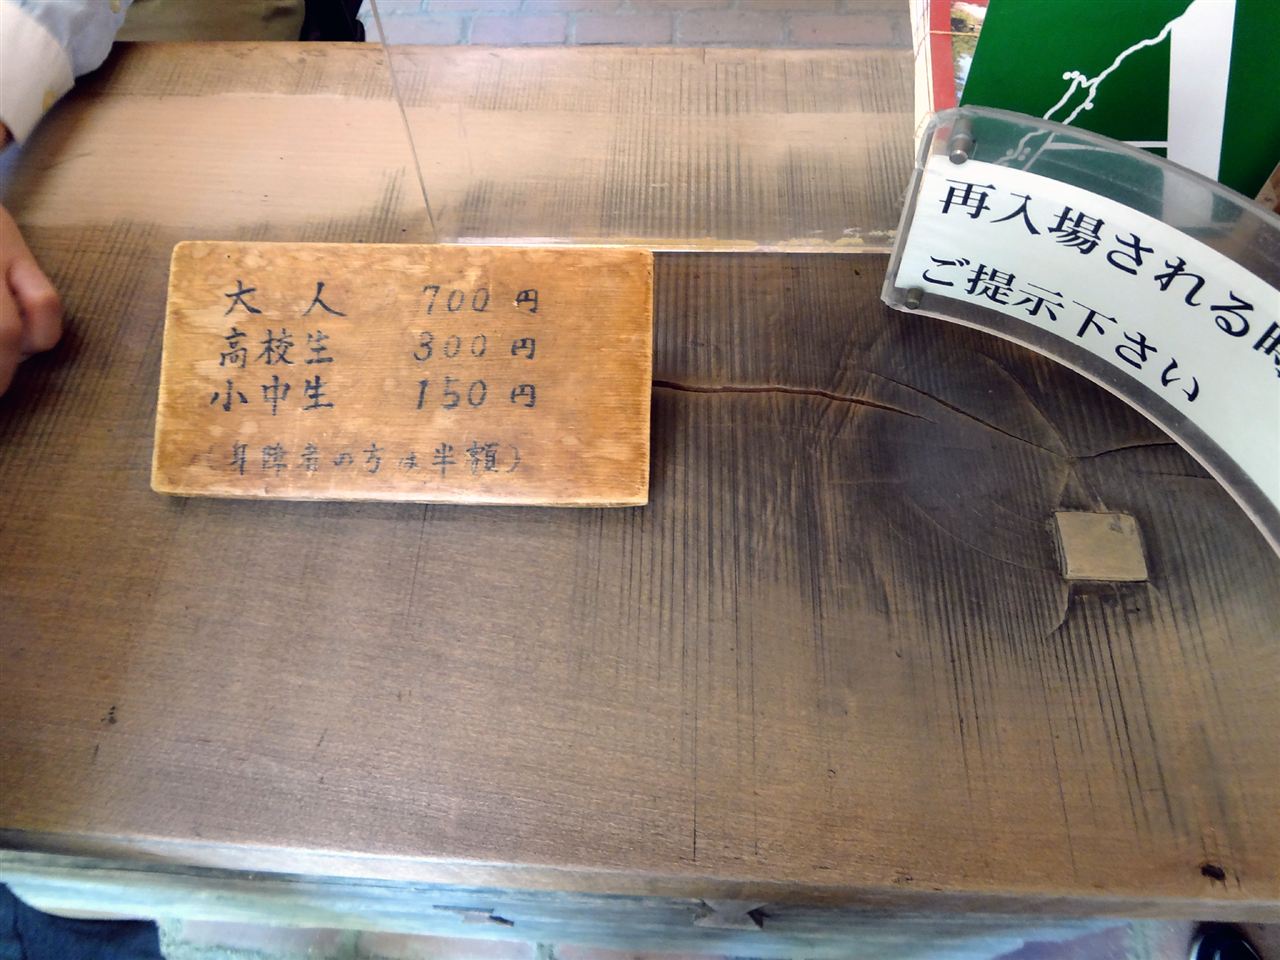 大人 700円
高校生 300円
小中生 150円
(身障者の方は半額)
再入場される時
ご提示下さい